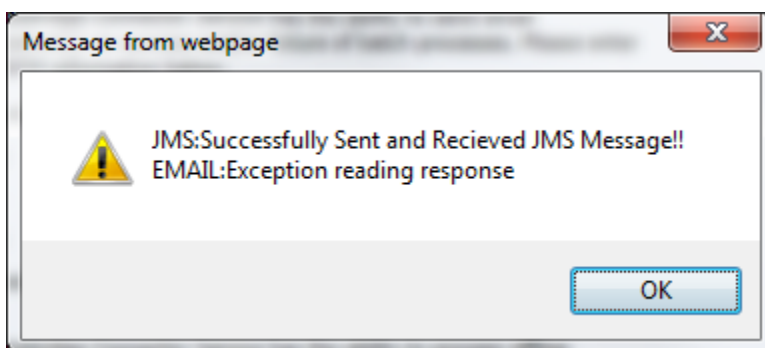 Message from webpage
JMS:Successfully Sent and Recieved JMS Message!!
EMAIL:Exception reading response
OK